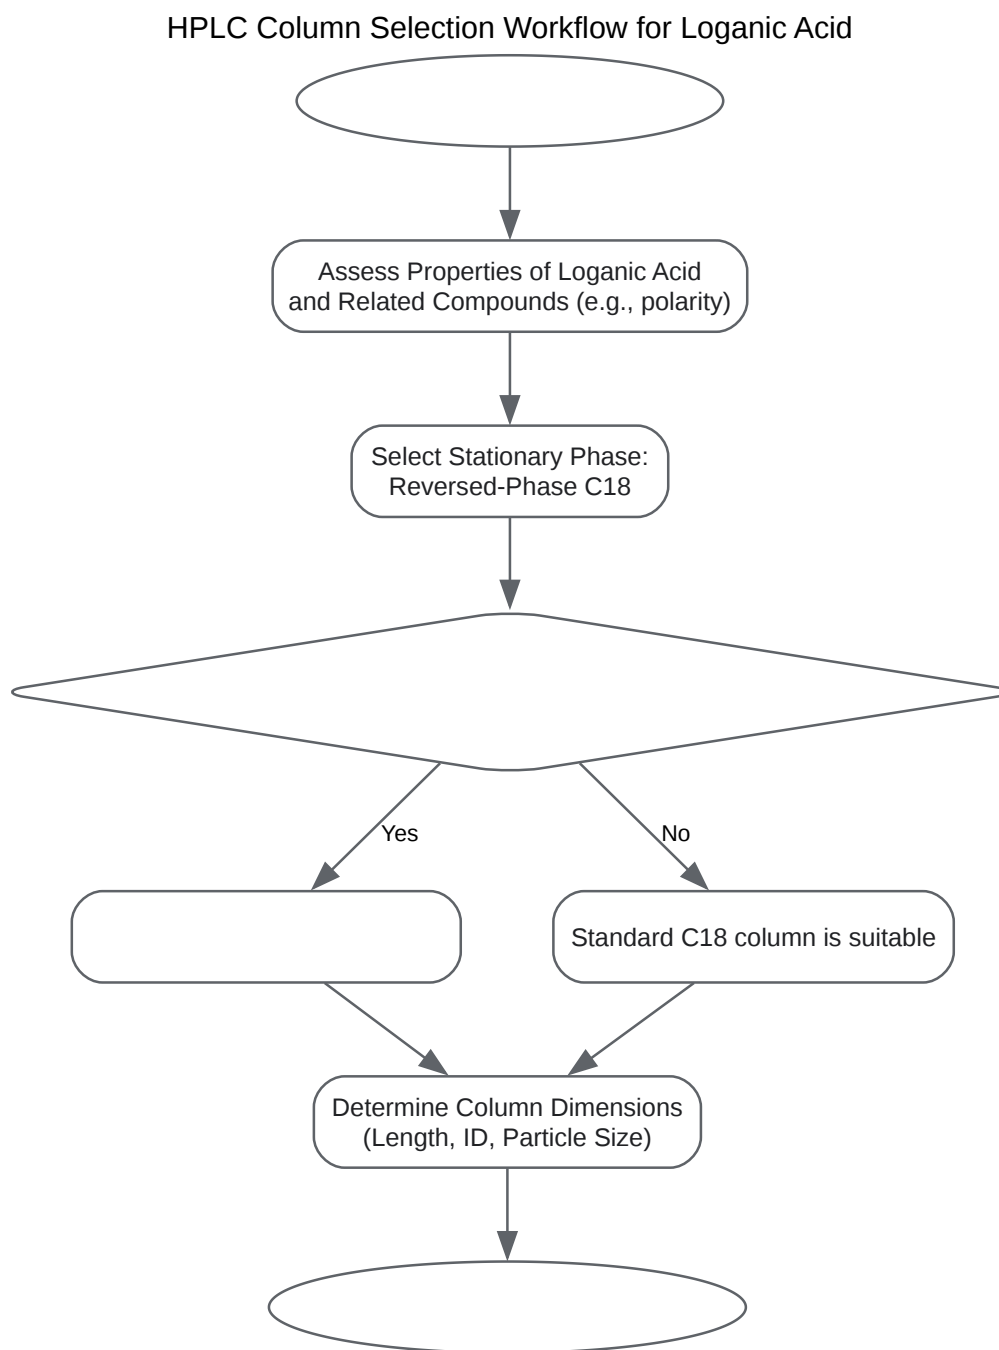 HPLC Column Selection Workflow for Loganic Acid
Assess Properties of Loganic Acid
and Related Compounds (e.g., polarity)
Select Stationary Phase:
Reversed-Phase C18
Yes
No
Standard C18 column is suitable
Determine Column Dimensions
(Length, ID, Particle Size)